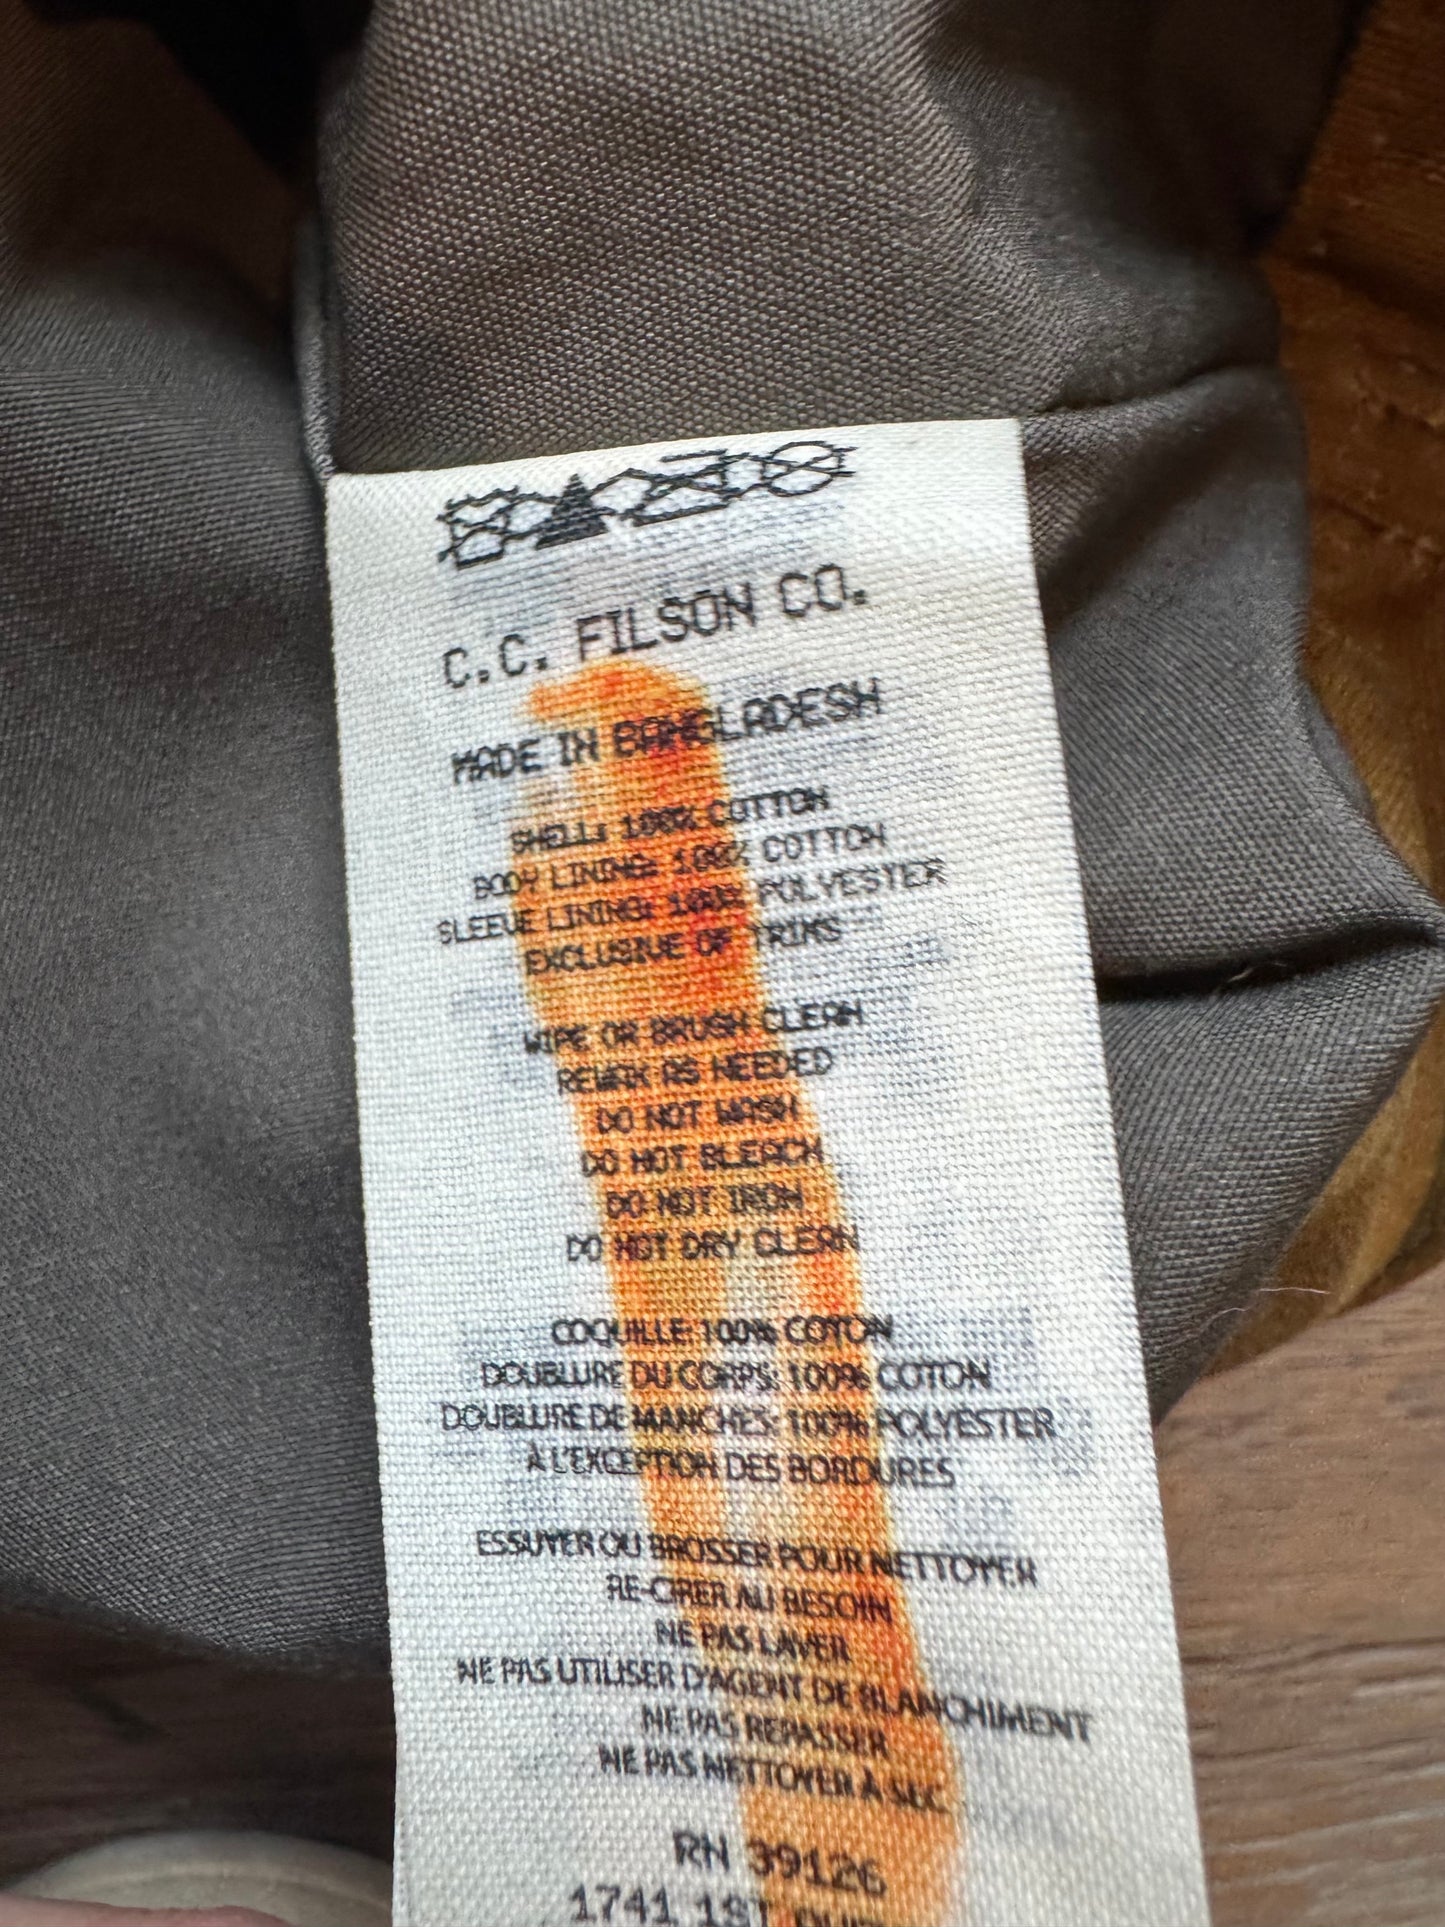 C.C. FILSON CO.
MADE IN BANGLADESH
SHELL: 100% COTTON
BODY LINING: 100% COTTON
SLEEVE LINING: 100% POLYESTER
EXCLUSIVE OF TRIMS
WIPE OR BRUSH CLEAN
REWAX AS NEEDED
DO NOT WASH
DO NOT BLEACH
DO NOT IRON
DO NOT DRY CLEAN
COQUILLE: 100% COTON
DOUBLURE DU CORPS: 100% COTON
DOUBLURE DE MANCHES: 100% POLYESTER
À L'EXCEPTION DES BORDURES
ESSUYER OU BROSSER POUR NETTOYER
RE-CIRER AU BESOIN
NE PAS LAVER
NE PAS UTILISER D'AGENT DE BLANCHIMENT
NE PAS REPASSER
NE PAS NETTOYER À SEC
RN 39126
1741 1ST